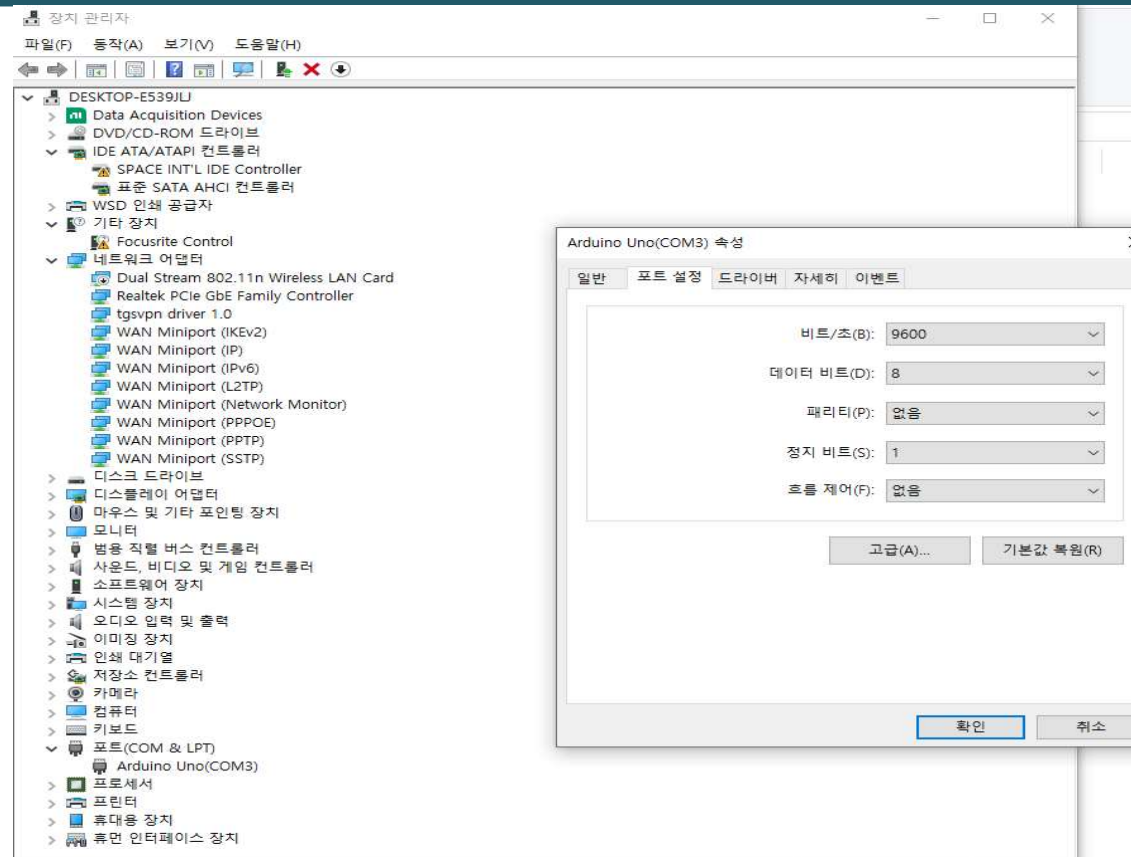 장치 관리자
파일(F) 동작(A) 보기(V) 도움말(H)
DESKTOP-E539JLJ
Data Acquisition Devices
DVD/CD-ROM 드라이브
IDE ATA/ATAPI 컨트롤러
SPACE INT'L IDE Controller
표준 SATA AHCI 컨트롤러
WSD 인쇄 공급자
기타 장치
Focusrite Control
네트워크 어댑터
Dual Stream 802.11n Wireless LAN Card
Realtek PCIe GbE Family Controller
tgsvpn driver 1.0
WAN Miniport (IKEv2)
WAN Miniport (IP)
WAN Miniport (IPv6)
WAN Miniport (L2TP)
WAN Miniport (Network Monitor)
WAN Miniport (PPPOE)
WAN Miniport (PPTP)
WAN Miniport (SSTP)
디스크 드라이브
디스플레이 어댑터
마우스 및 기타 포인팅 장치
모니터
범용 직렬 버스 컨트롤러
사운드, 비디오 및 게임 컨트롤러
소프트웨어 장치
시스템 장치
오디오 입력 및 출력
이미징 장치
인쇄 대기열
저장소 컨트롤러
카메라
컴퓨터
키보드
포트(COM & LPT)
Arduino Uno(COM3)
프로세서
프린터
휴대용 장치
휴먼 인터페이스 장치
Arduino Uno(COM3) 속성
일반 포트 설정 드라이버 자세히 이벤트
비트/초(B): 9600
데이터 비트(D): 8
패리티(P): 없음
정지 비트(S): 1
흐름 제어(F): 없음
고급(A)... 기본값 복원(R)
확인 취소